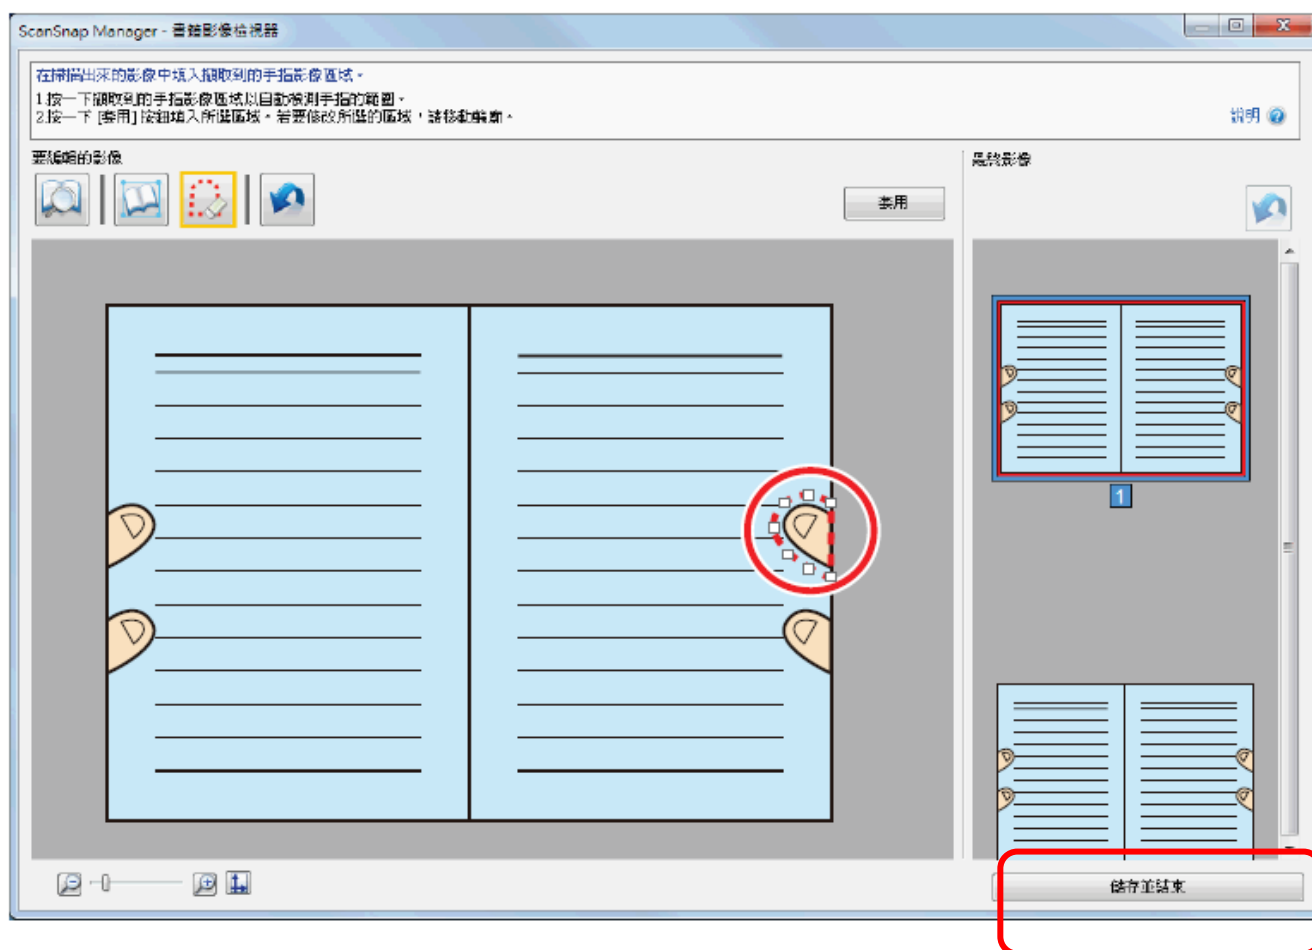 ScanSnap Manager - 書籍影像檢視器
在掃描出來的影像中填入擷取到的手指影像區域。
1.按一下擷取到的手指影像區域以自動檢測手指的範圍。
2.按一下 [套用] 按鈕填入所選區域。若要修改所選的區域，請移動輪廓。
說明
要編輯的影像
最終影像
套用
1
儲存並結束